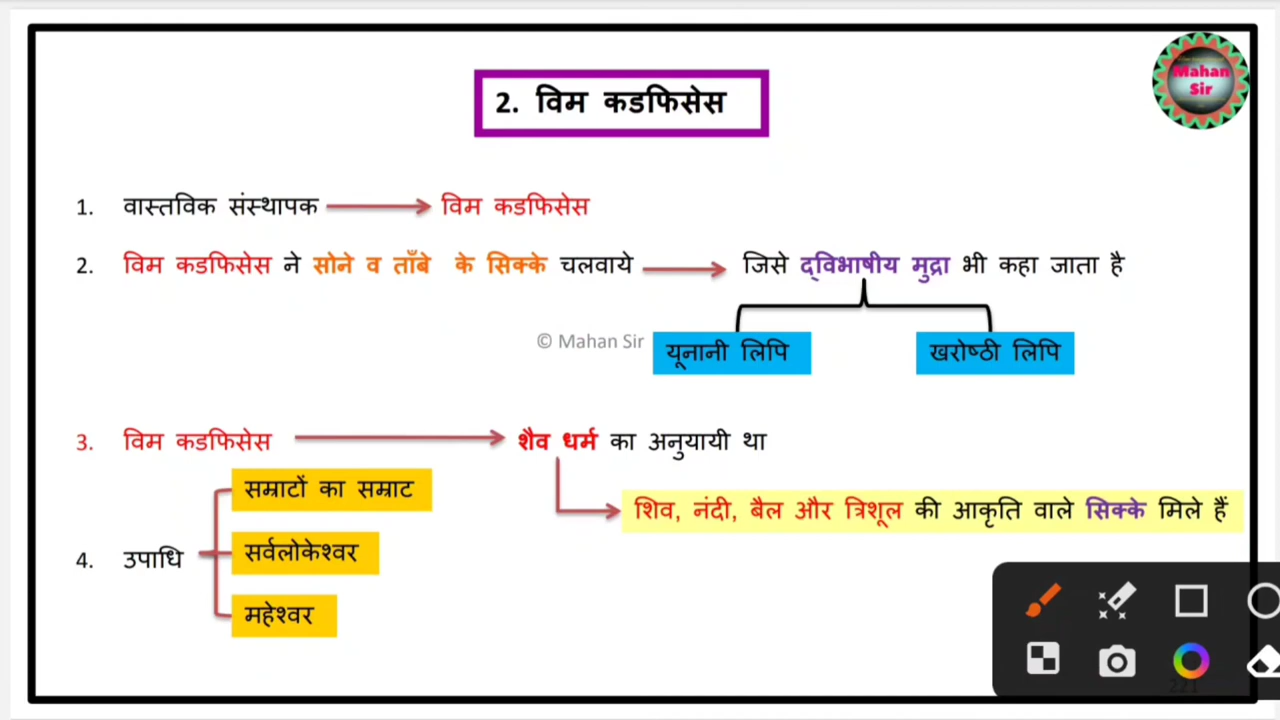 Mahan
Sir
2. विम कडफिसेस
1. वास्तविक संस्थापक विम कडफिसेस
2. विम कडफिसेस ने सोने व ताँबे के सिक्के चलवाये जिसे द्विभाषीय मुद्रा भी कहा जाता है
© Mahan Sir
यूनानी लिपि खरोष्ठी लिपि
3. विम कडफिसेस शैव धर्म का अनुयायी था
शिव, नंदी, बैल और त्रिशूल की आकृति वाले सिक्के मिले हैं
4. उपाधि
सम्राटों का सम्राट
सर्वलोकेश्वर
महेश्वर
221